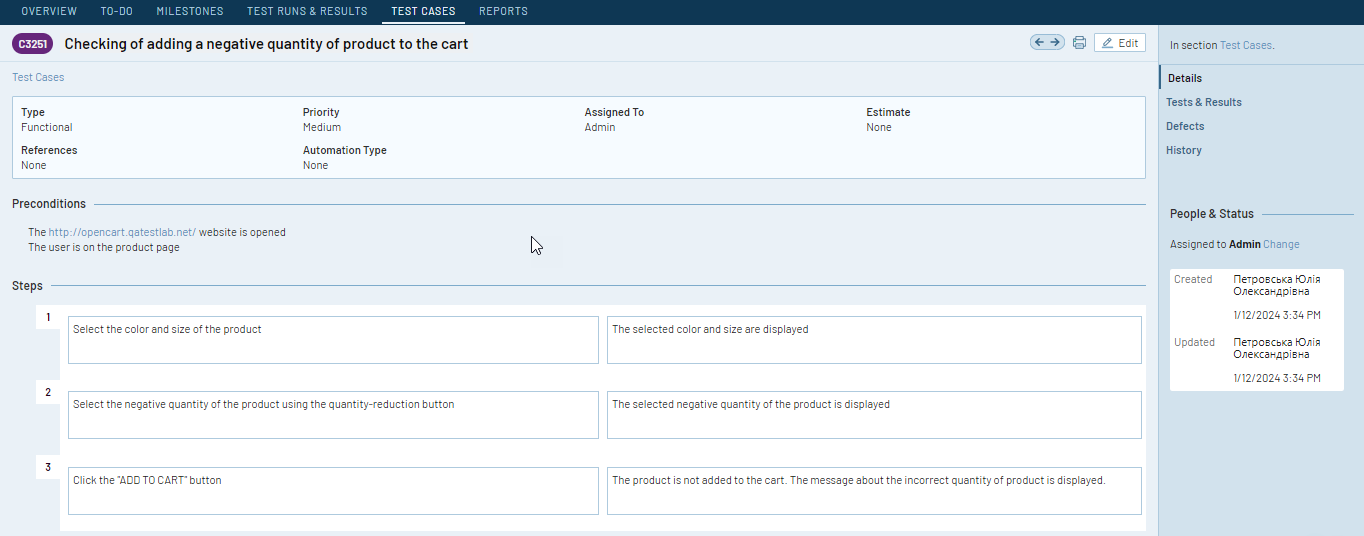 OVERVIEW TO-DO MILESTONES TEST RUNS & RESULTS TEST CASES REPORTS
C3251 Checking of adding a negative quantity of product to the cart
Edit
Test Cases
Type Priority Assigned To Estimate
Functional Medium Admin None
References Automation Type
None None
Preconditions
The http://opencart.qatestlab.net/ website is opened
The user is on the product page
Steps
1
Select the color and size of the product
The selected color and size are displayed
2
Select the negative quantity of the product using the quantity-reduction button
The selected negative quantity of the product is displayed
3
Click the "ADD TO CART" button
The product is not added to the cart. The message about the incorrect quantity of product is displayed.
In section Test Cases.
Details
Tests & Results
Defects
History
People & Status
Assigned to Admin Change
Created Петровська Юлія
Олександрівна
1/12/2024 3:34 PM
Updated Петровська Юлія
Олександрівна
1/12/2024 3:34 PM